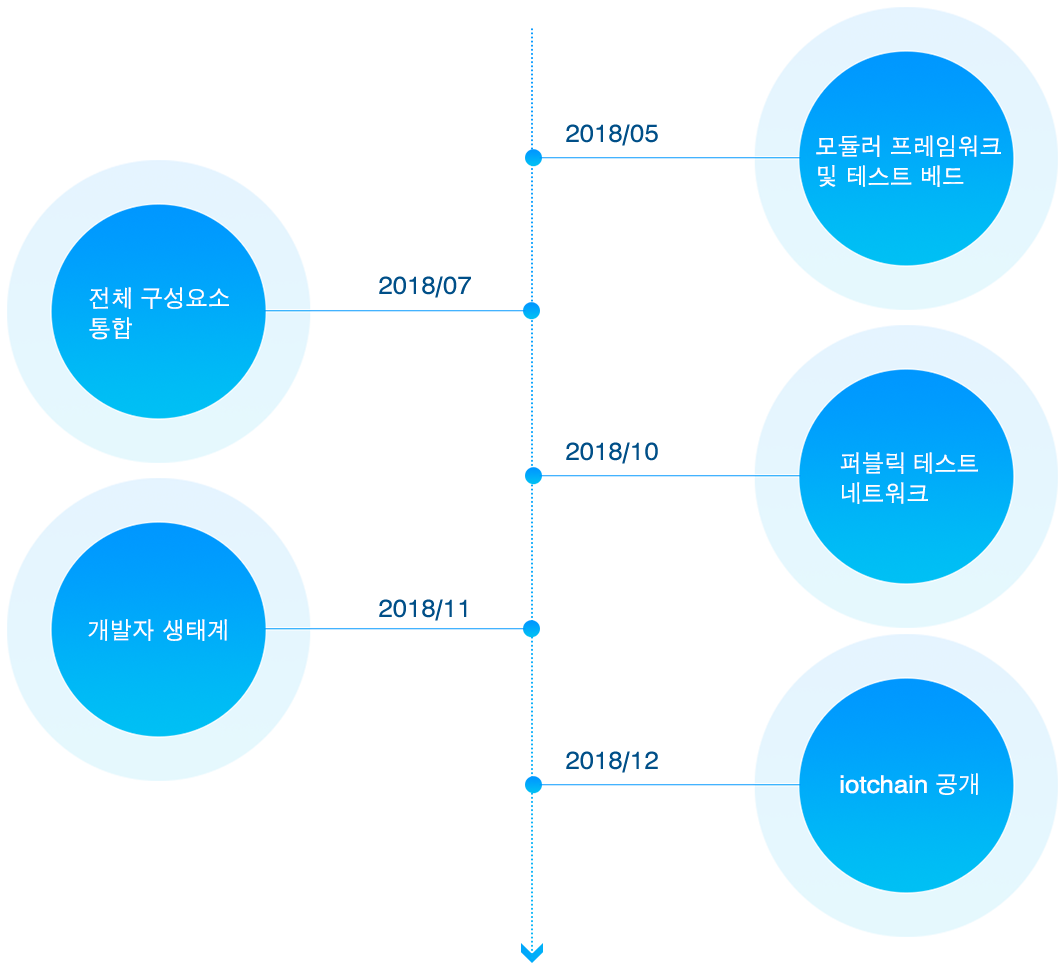 2018/05
모듈러 프레임워크
및 테스트 베드
2018/07
전체 구성요소
통합
2018/10
퍼블릭 테스트
네트워크
2018/11
개발자 생태계
2018/12
iotchain 공개